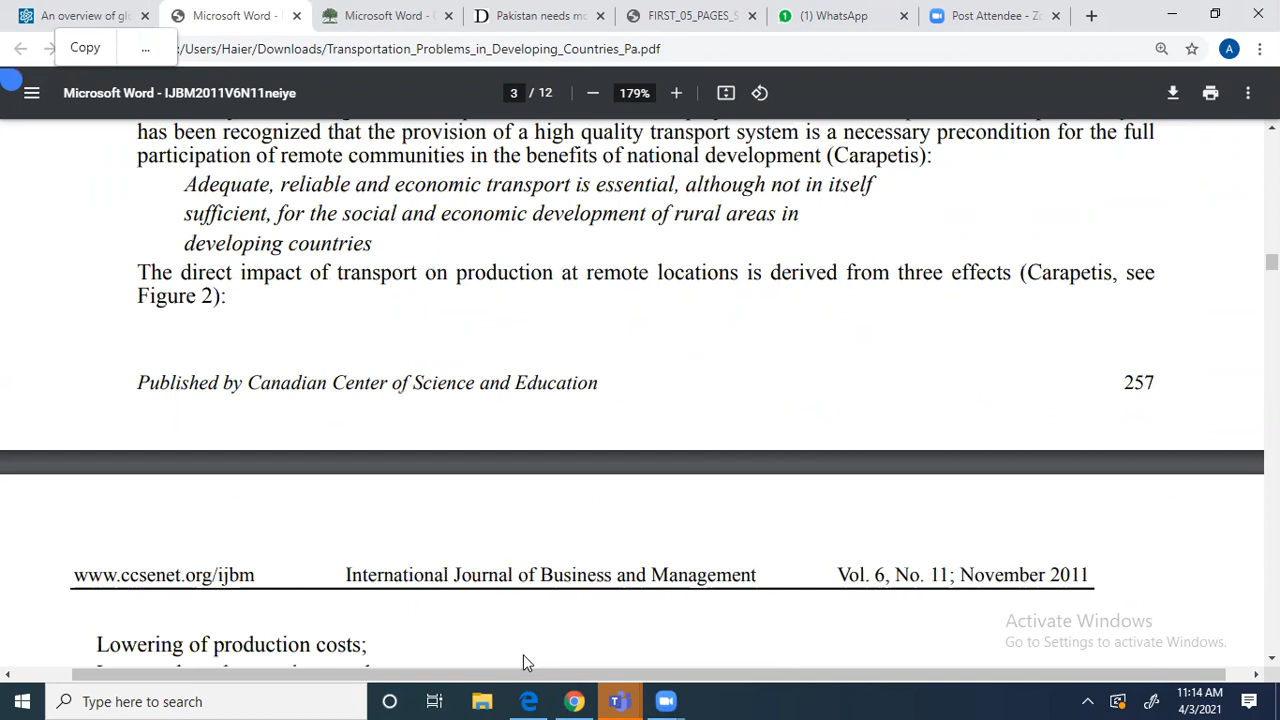 An overview of gl
Microsoft Word -
Microsoft Word -
Pakistan needs mo
FIRST_05_PAGES_S
(1) WhatsApp
Post Attendee - Z
Copy
...
:/Users/Haier/Downloads/Transportation_Problems_in_Developing_Countries_Pa.pdf
A
Microsoft Word - IJBM2011V6N11neiye
3 / 12
179%
has been recognized that the provision of a high quality transport system is a necessary precondition for the full
participation of remote communities in the benefits of national development (Carapetis):
Adequate, reliable and economic transport is essential, although not in itself
sufficient, for the social and economic development of rural areas in
developing countries
The direct impact of transport on production at remote locations is derived from three effects (Carapetis, see
Figure 2):
Published by Canadian Center of Science and Education 257
www.ccsenet.org/ijbm International Journal of Business and Management Vol. 6, No. 11; November 2011
Lowering of production costs;
Activate Windows
Go to Settings to activate Windows.
Type here to search
11:14 AM
4/3/2021